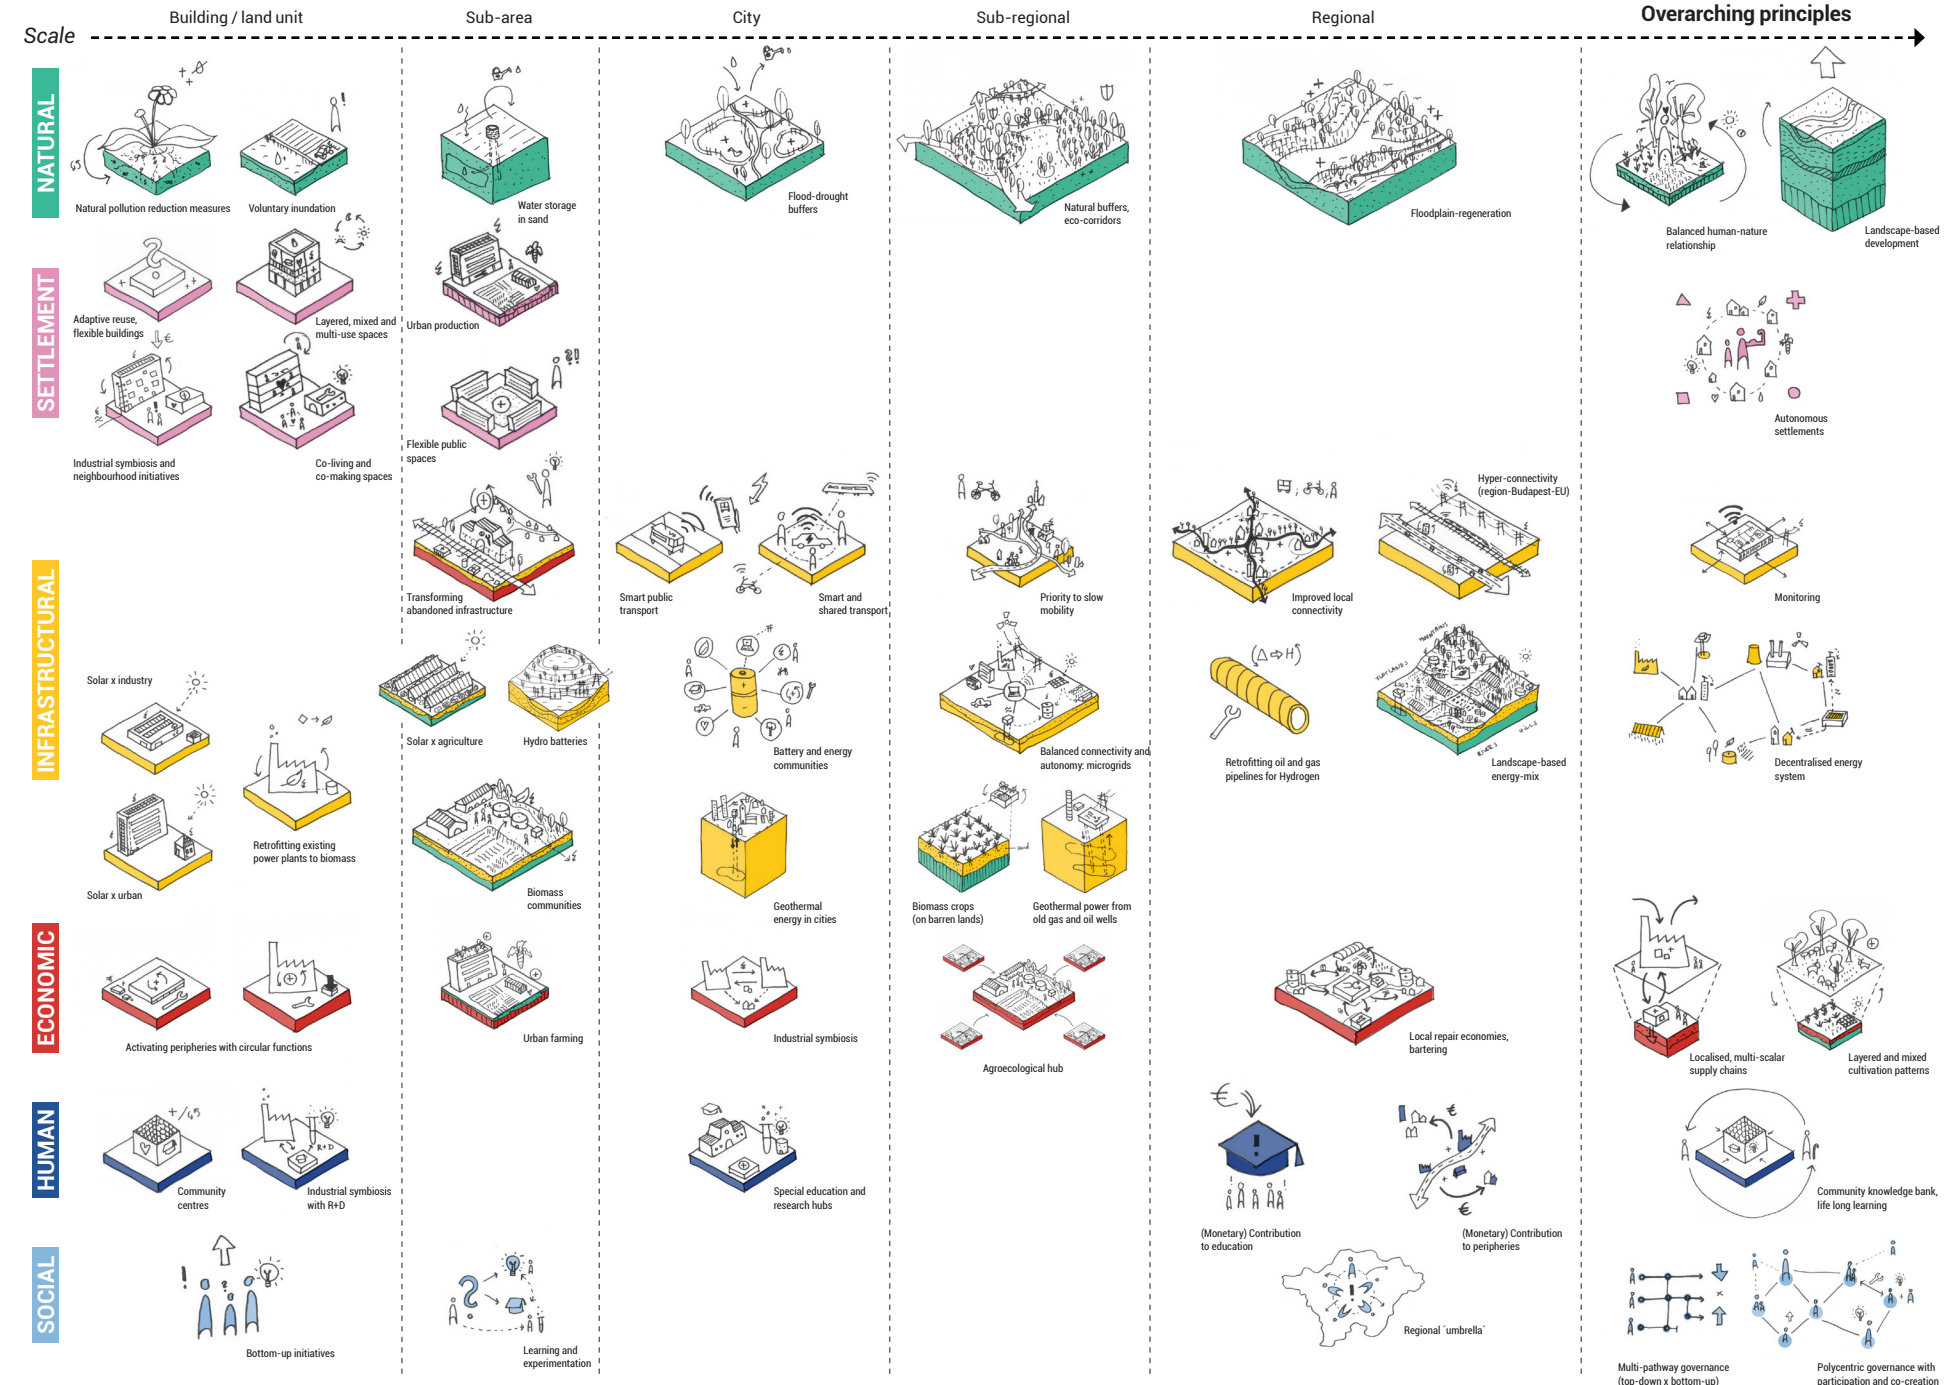 Building / land unit
Sub-area
City
Sub-regional
Regional
Overarching principles
Scale
NATURAL
Natural pollution reduction measures
Voluntary inundation
Water storage
in sand
Flood-drought
buffers
Natural buffers,
eco-corridors
Floodplain-regeneration
Balanced human-nature
relationship
Landscape-based
development
SETTLEMENT
Adaptive reuse,
flexible buildings
Layered, mixed and
multi-use spaces
Urban production
€
Industrial symbiosis and
neighbourhood initiatives
Co-living and
co-making spaces
Flexible public
spaces
Autonomous
settlements
INFRASTRUCTURAL
Transforming
abandoned infrastructure
Smart public
transport
Smart and
shared transport
Priority to slow
mobility
Improved local
connectivity
Hyper-connectivity
(region-Budapest-EU)
Monitoring
Solar x industry
Solar x agriculture
Hydro batteries
Battery and energy
communities
Balanced connectivity and
autonomy: microgrids
Retrofitting oil and gas
pipelines for Hydrogen
MOUNTAINS
FLATLANDS
RIVERS
HILLS
Landscape-based
energy-mix
Decentralised energy
system
Solar x urban
Retrofitting existing
power plants to biomass
Biomass
communities
Geothermal
energy in cities
Biomass crops
(on barren lands)
Geothermal power from
old gas and oil wells
ECONOMIC
Activating peripheries with circular functions
Urban farming
Industrial symbiosis
Agroecological hub
Local repair economies,
bartering
Localised, multi-scalar
supply chains
Layered and mixed
cultivation patterns
HUMAN
Community
centres
R+D
Industrial symbiosis
with R+D
Special education and
research hubs
€
(Monetary) Contribution
to education
€
€
(Monetary) Contribution
to peripheries
Community knowledge bank,
life long learning
SOCIAL
Bottom-up initiatives
Learning and
experimentation
Regional ´umbrella´
Multi-pathway governance
(top-down x bottom-up)
Polycentric governance with
participation and co-creation